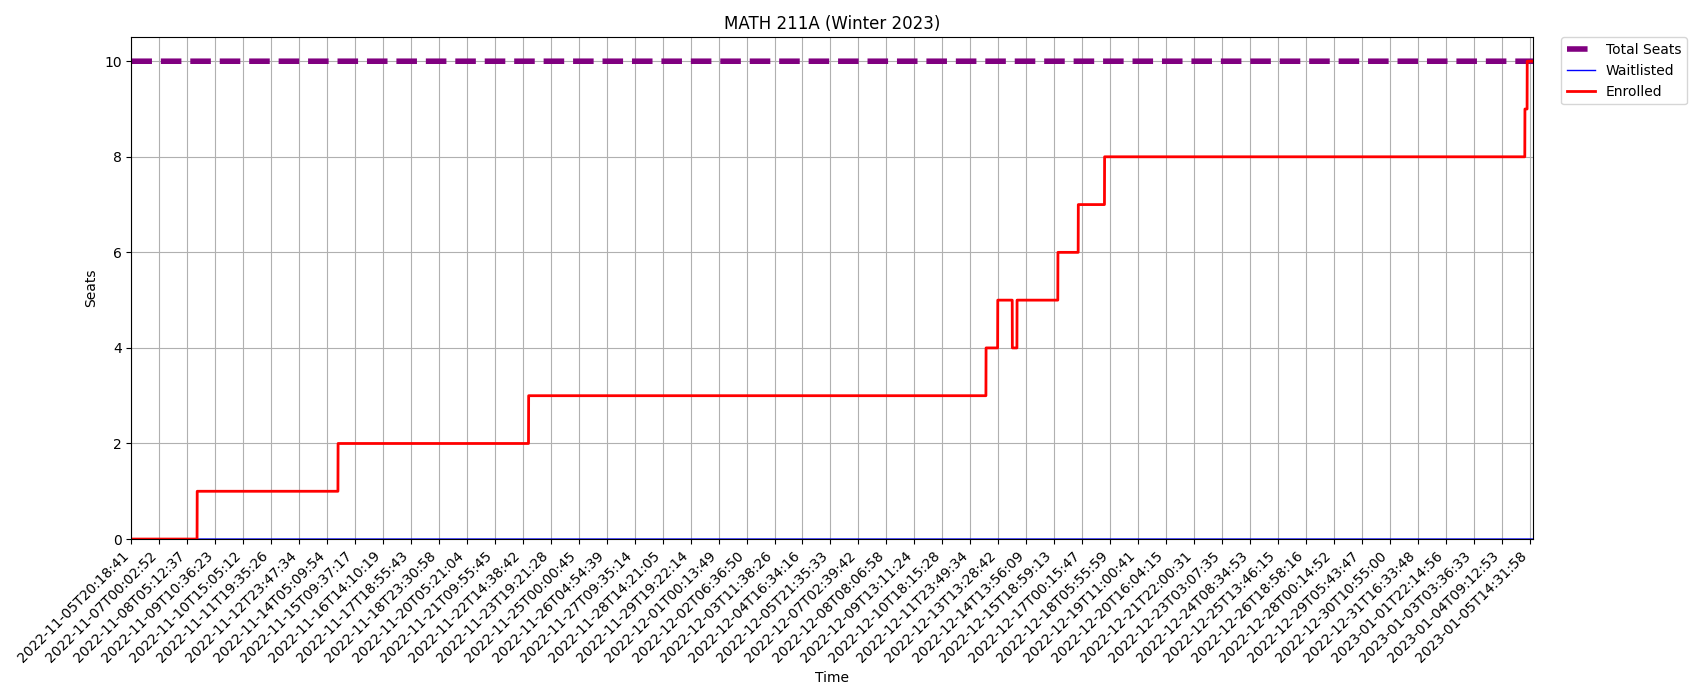 MATH 211A (Winter 2023)
Total Seats
Waitlisted
Enrolled
Seats
10
8
6
4
2
0
2022-11-05T20:18:41
2022-11-07T00:02:52
2022-11-08T05:12:37
2022-11-09T10:36:23
2022-11-10T15:05:12
2022-11-11T19:35:26
2022-11-12T23:47:34
2022-11-14T05:09:54
2022-11-15T09:37:17
2022-11-16T14:10:19
2022-11-17T18:55:43
2022-11-18T23:30:58
2022-11-20T05:21:04
2022-11-21T09:55:45
2022-11-22T14:38:42
2022-11-23T19:21:28
2022-11-25T00:00:45
2022-11-26T04:54:39
2022-11-27T09:35:14
2022-11-28T14:21:05
2022-11-29T19:22:14
2022-12-01T00:13:49
2022-12-02T06:36:50
2022-12-03T11:38:26
2022-12-04T16:34:16
2022-12-05T21:35:33
2022-12-07T02:39:42
2022-12-08T08:06:58
2022-12-09T13:11:24
2022-12-10T18:15:28
2022-12-11T23:49:34
2022-12-13T13:28:42
2022-12-14T13:56:09
2022-12-15T18:59:13
2022-12-17T00:15:47
2022-12-18T05:55:59
2022-12-19T11:00:41
2022-12-20T16:04:15
2022-12-21T22:00:31
2022-12-23T03:07:35
2022-12-24T08:34:53
2022-12-25T13:46:15
2022-12-26T18:58:16
2022-12-28T00:14:52
2022-12-29T05:43:47
2022-12-30T10:55:00
2022-12-31T16:33:48
2023-01-01T22:14:56
2023-01-03T03:36:33
2023-01-04T09:12:53
2023-01-05T14:31:58
Time